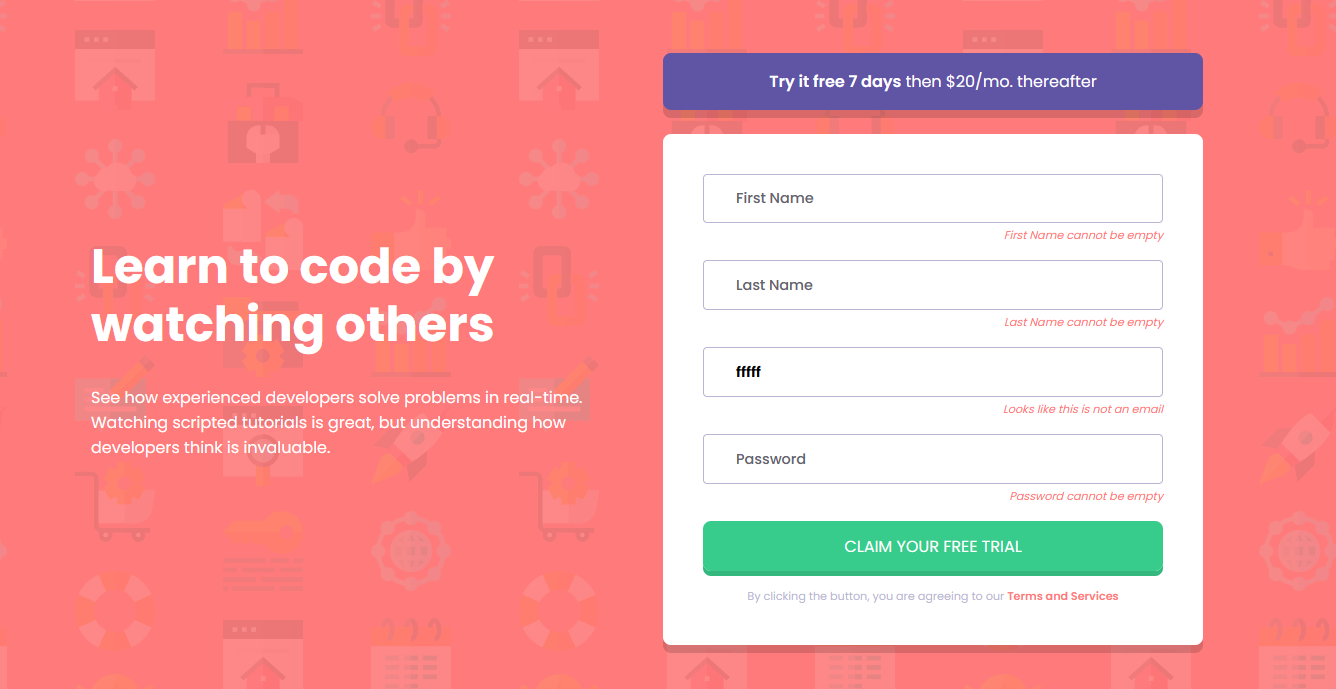 Learn to code by
watching others
See how experienced developers solve problems in real-time.
Watching scripted tutorials is great, but understanding how
developers think is invaluable.
Try it free 7 days then $20/mo. thereafter
First Name
First Name cannot be empty
Last Name
Last Name cannot be empty
fffff
Looks like this is not an email
Password
Password cannot be empty
CLAIM YOUR FREE TRIAL
By clicking the button, you are agreeing to our Terms and Services